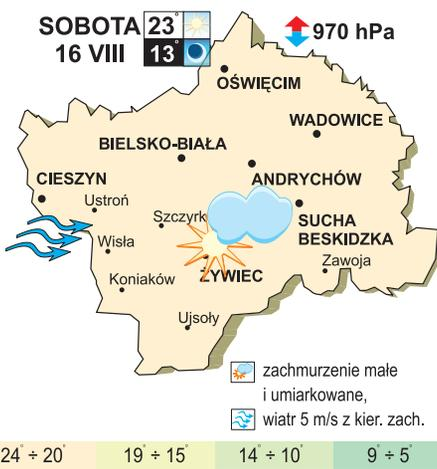 SOBOTA 23°
16 VIII 13°
970 hPa
OŚWIĘCIM
WADOWICE
BIELSKO-BIAŁA
ANDRYCHÓW
CIESZYN
Ustroń
Szczyrk
SUCHA
BESKIDZKA
Wisła
Zawoja
ŻYWIEC
Koniaków
Ujsoły
zachmurzenie małe
i umiarkowane,
wiatr 5 m/s z kier. zach.
24° ÷ 20° 19° ÷ 15° 14° ÷ 10° 9° ÷ 5°